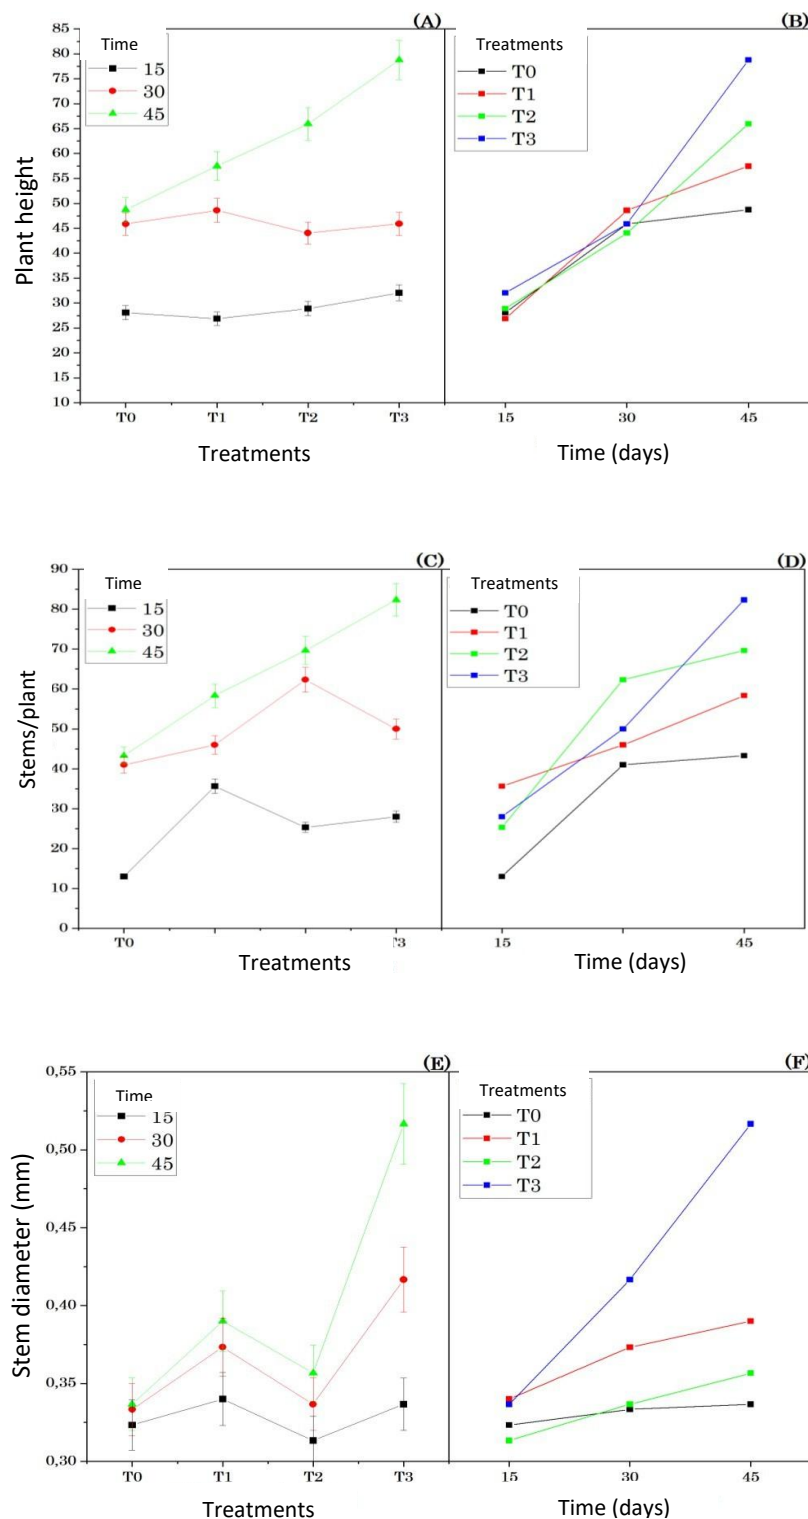 (A)
(B)
85
80
75
70
65
60
55
50
45
40
35
30
25
20
15
10
Plant height
Time
15
30
45
Treatments
T0
T1
T2
T3
T0
T1
T2
T3
15
30
45
Treatments
Time (days)
(C)
(D)
90
80
70
60
50
40
30
20
10
0
Stems/plant
Time
15
30
45
Treatments
T0
T1
T2
T3
T0
15
45
Treatments
Time (days)
(E)
(F)
0,55
0,50
0,45
0,40
0,35
0,30
Stem diameter (mm)
Time
15
30
45
Treatments
T0
T1
T2
T3
T0
T1
T2
T3
15
30
45
Treatments
Time (days)